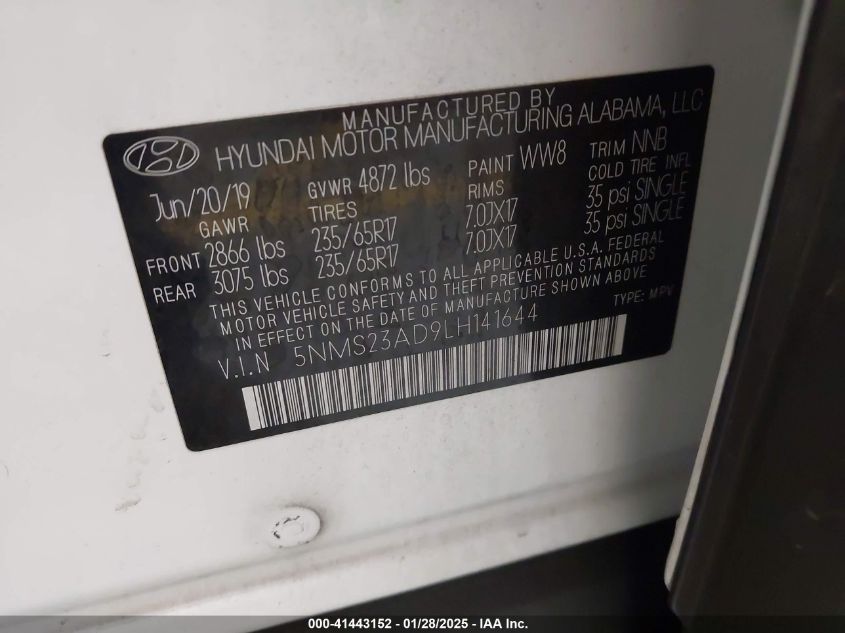 MANUFACTURED BY
HYUNDAI MOTOR MANUFACTURING ALABAMA, LLC
Jun/20/19 GVWR 4872 lbs PAINT WW8 TRIM NNB
GAWR TIRES RIMS COLD TIRE INFL
FRONT 2866 lbs 235/65R17 7.0JX17 35 psi SINGLE
REAR 3075 lbs 235/65R17 7.0JX17 35 psi SINGLE
THIS VEHICLE CONFORMS TO ALL APPLICABLE U.S.A. FEDERAL
MOTOR VEHICLE SAFETY AND THEFT PREVENTION STANDARDS
IN EFFECT ON THE DATE OF MANUFACTURE SHOWN ABOVE
V.I.N 5NMS23AD9LH141644 TYPE: MPV
000-41443152 - 01/28/2025 - IAA Inc.